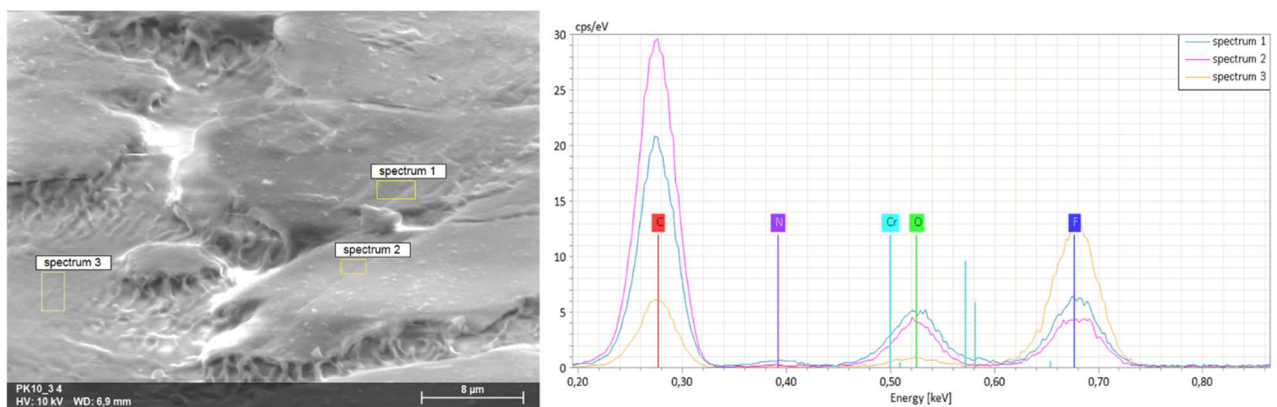 spectrum 1
spectrum 2
spectrum 3
PK10_3 4
HV: 10 kV WD: 6,9 mm
8 µm
cps/eV
30
25
20
15
10
5
0
C
N
Cr
O
F
spectrum 1
spectrum 2
spectrum 3
0,20
0,30
0,40
0,50
0,60
0,70
0,80
Energy [keV]